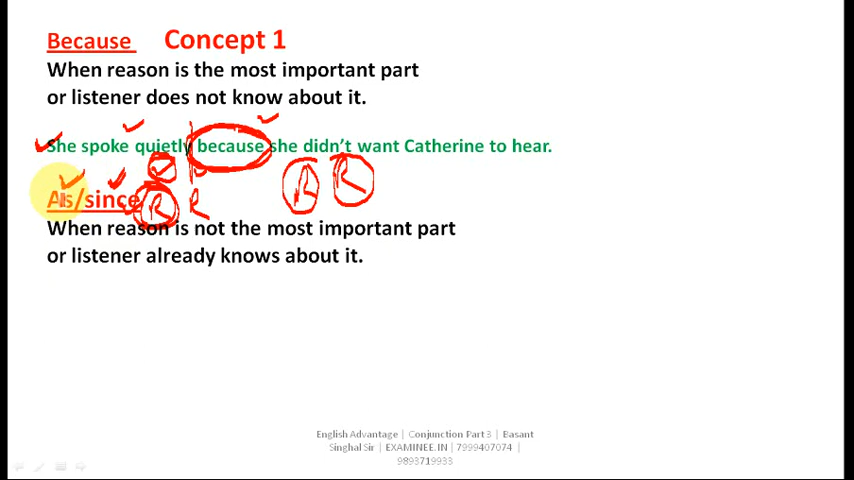 Because Concept 1
When reason is the most important part
or listener does not know about it.
She spoke quietly because she didn't want Catherine to hear.
R R R
As/since R R
When reason is not the most important part
or listener already knows about it.
English Advantage | Conjunction Part 3 | Basant
Singhal Sir | EXAMINEE.IN | 7999407074 |
9893719933